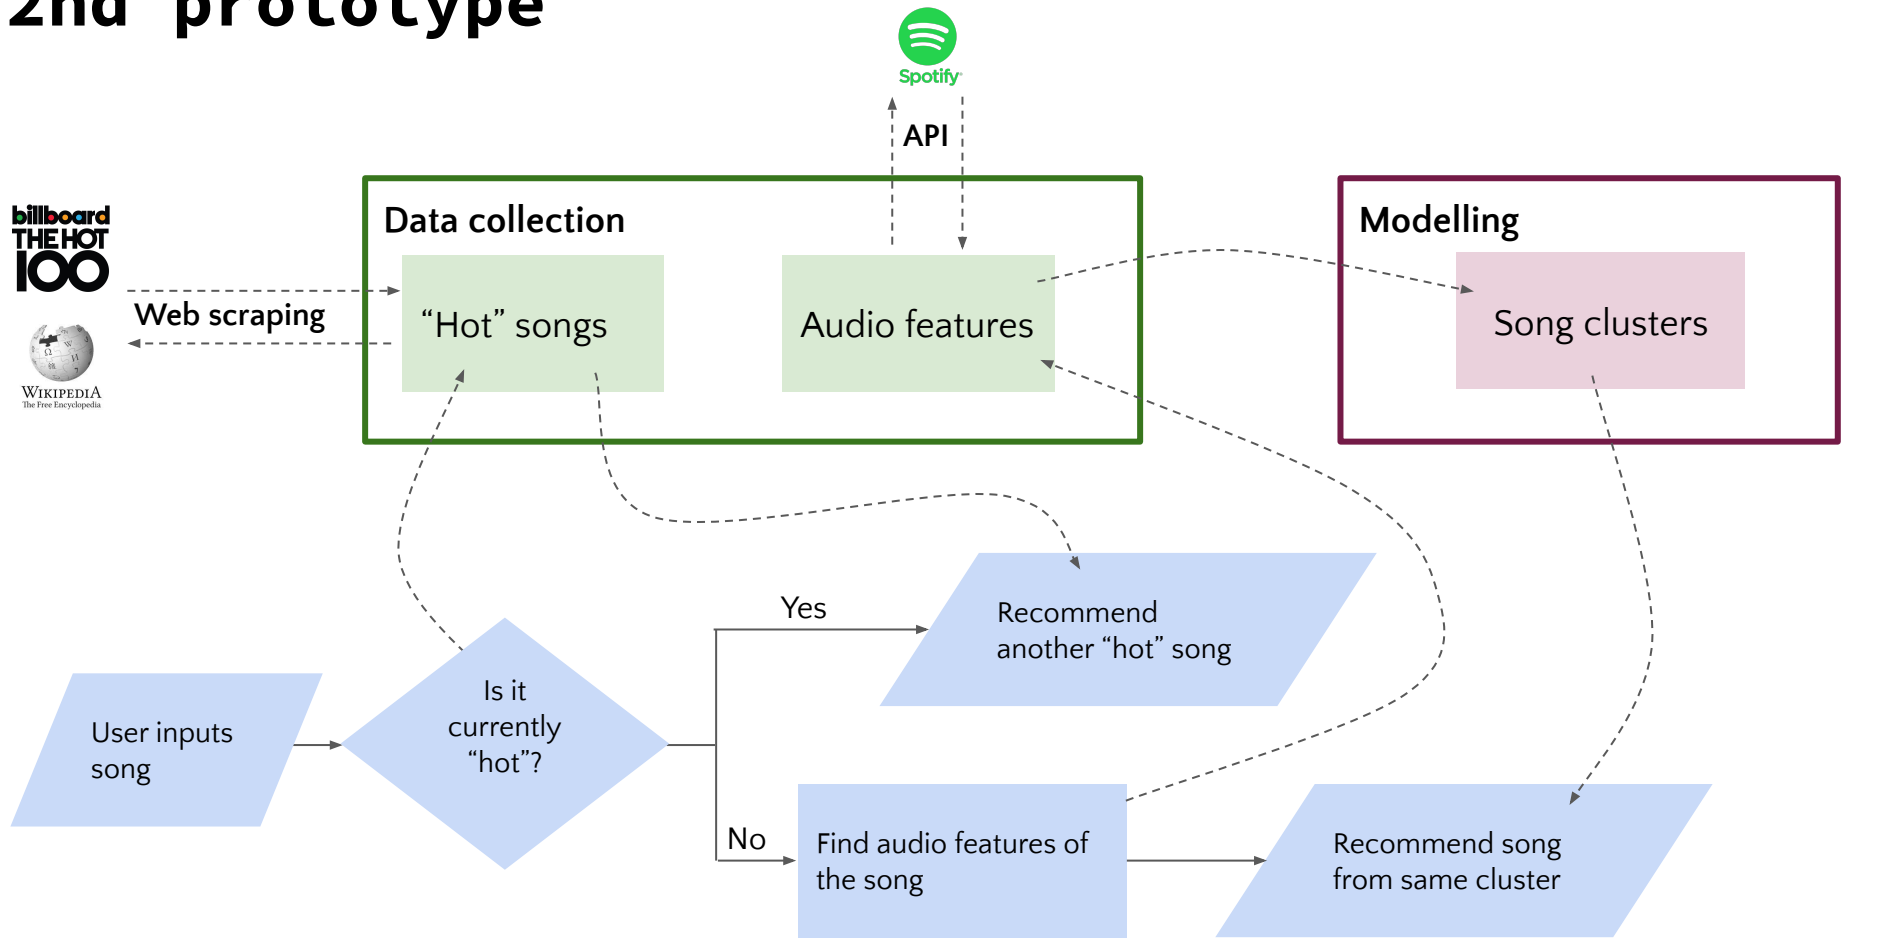 2nd prototype
Spotify
API
billboard
THE HOT
100
Data collection
Modelling
Web scraping
“Hot” songs
Audio features
Song clusters
WIKIPEDIA
The Free Encyclopedia
Yes
Recommend
another “hot” song
Is it
currently
“hot”?
User inputs
song
No
Find audio features of
the song
Recommend song
from same cluster